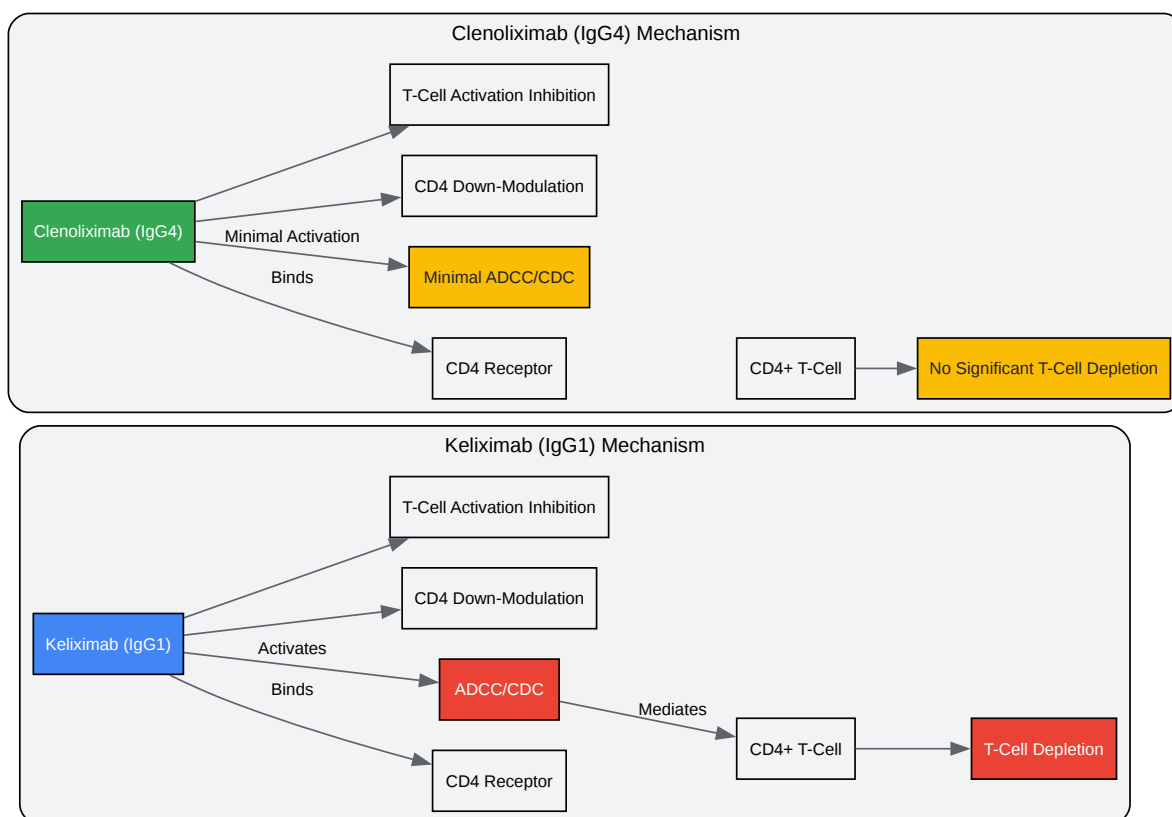 Clenoliximab (IgG4) Mechanism
T-Cell Activation Inhibition
CD4 Down-Modulation
Clenoliximab (IgG4)
Minimal Activation
Minimal ADCC/CDC
Binds
CD4 Receptor
CD4+ T-Cell
No Significant T-Cell Depletion
Keliximab (IgG1) Mechanism
T-Cell Activation Inhibition
CD4 Down-Modulation
Keliximab (IgG1)
Activates
ADCC/CDC
Binds
Mediates
CD4+ T-Cell
T-Cell Depletion
CD4 Receptor